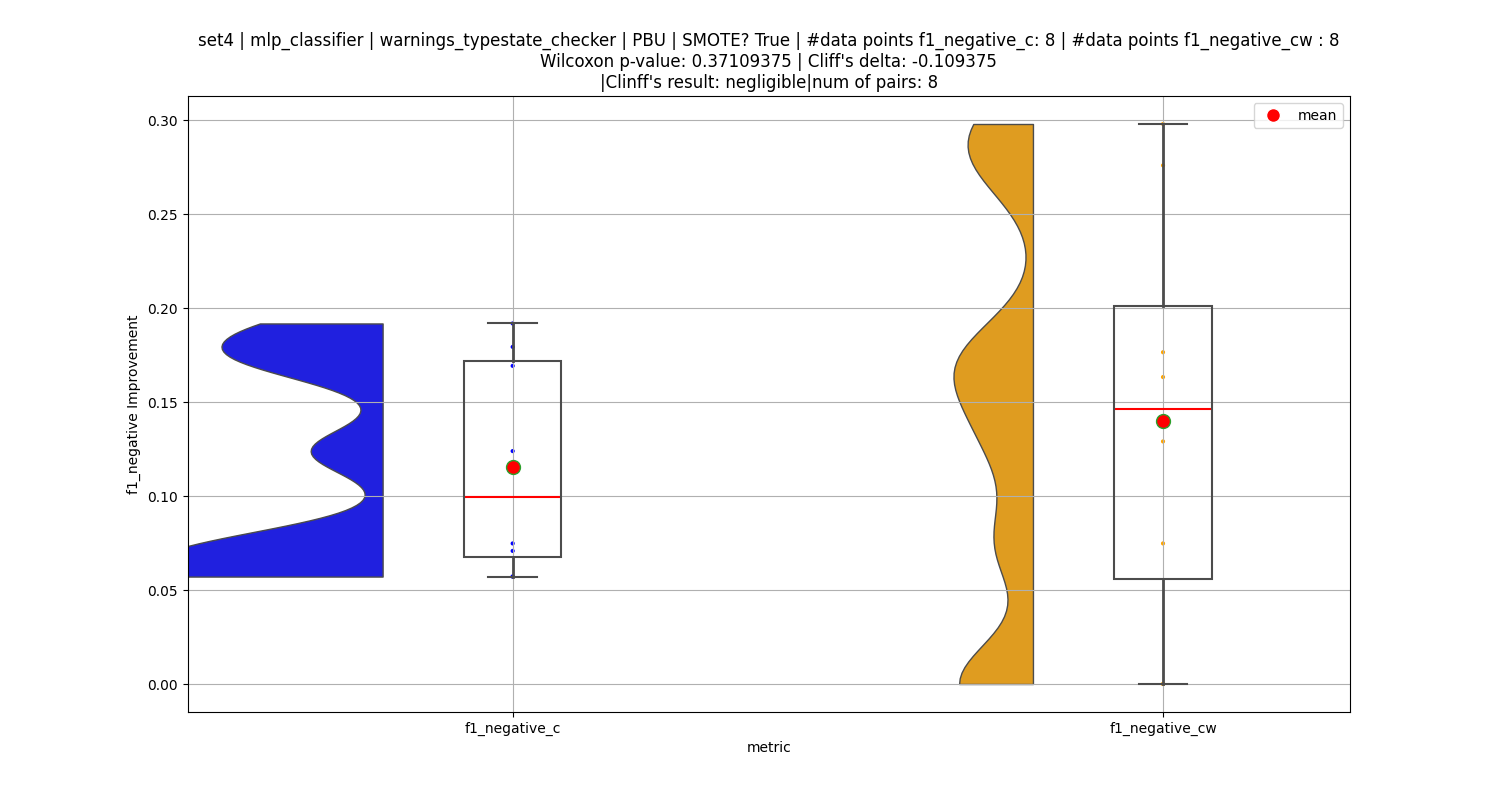 set4 | mlp_classifier | warnings_typestate_checker | PBU | SMOTE? True | #data points f1_negative_c: 8 | #data points f1_negative_cw : 8
Wilcoxon p-value: 0.37109375 | Cliff's delta: -0.109375
|Clinff's result: negligible|num of pairs: 8
mean
0.30
0.25
0.20
0.15
0.10
0.05
0.00
f1_negative Improvement
f1_negative_c
f1_negative_cw
metric